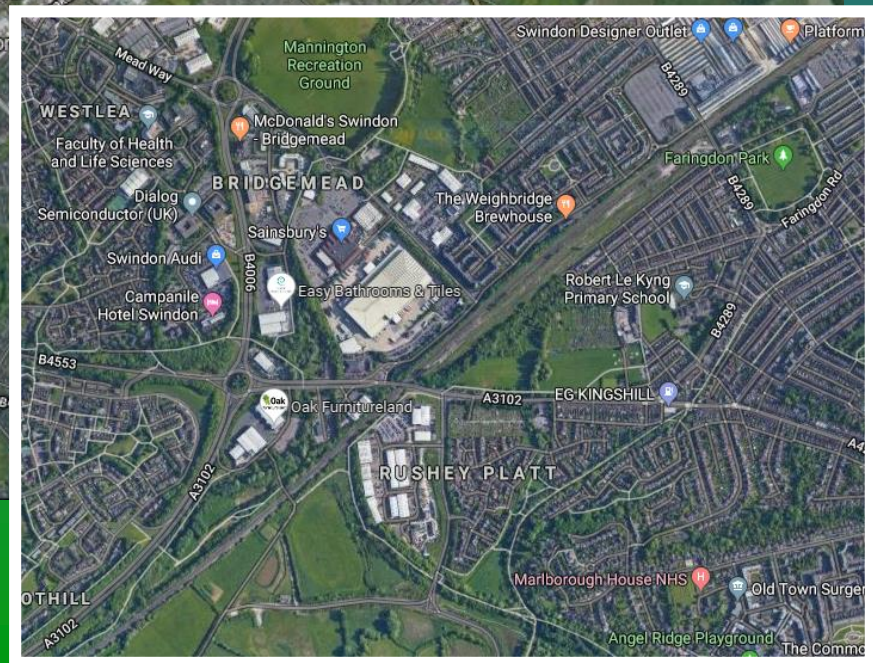 Swindon Designer Outlet
Platform
Mannington
Recreation
Ground
Mead Way
B4289
WESTLEA
McDonald's Swindon
- Bridgemead
Faculty of Health
and Life Sciences
Faringdon Park
BRIDGEMEAD
B4289
Faringdon Rd
Dialog
Semiconductor (UK)
The Weighbridge
Brewhouse
Sainsbury's
Swindon Audi
B4006
Easy Bathrooms & Tiles
Robert Le Kyng
Primary School
Campanile
Hotel Swindon
B4289
B4553
A3102
EG KINGSHILL
Oak
Oak Furnitureland
RUSHEY PLATT
A3102
Marlborough House NHS
H
Old Town Surger
OTHILL
A3102
Angel Ridge Playground
The Commo